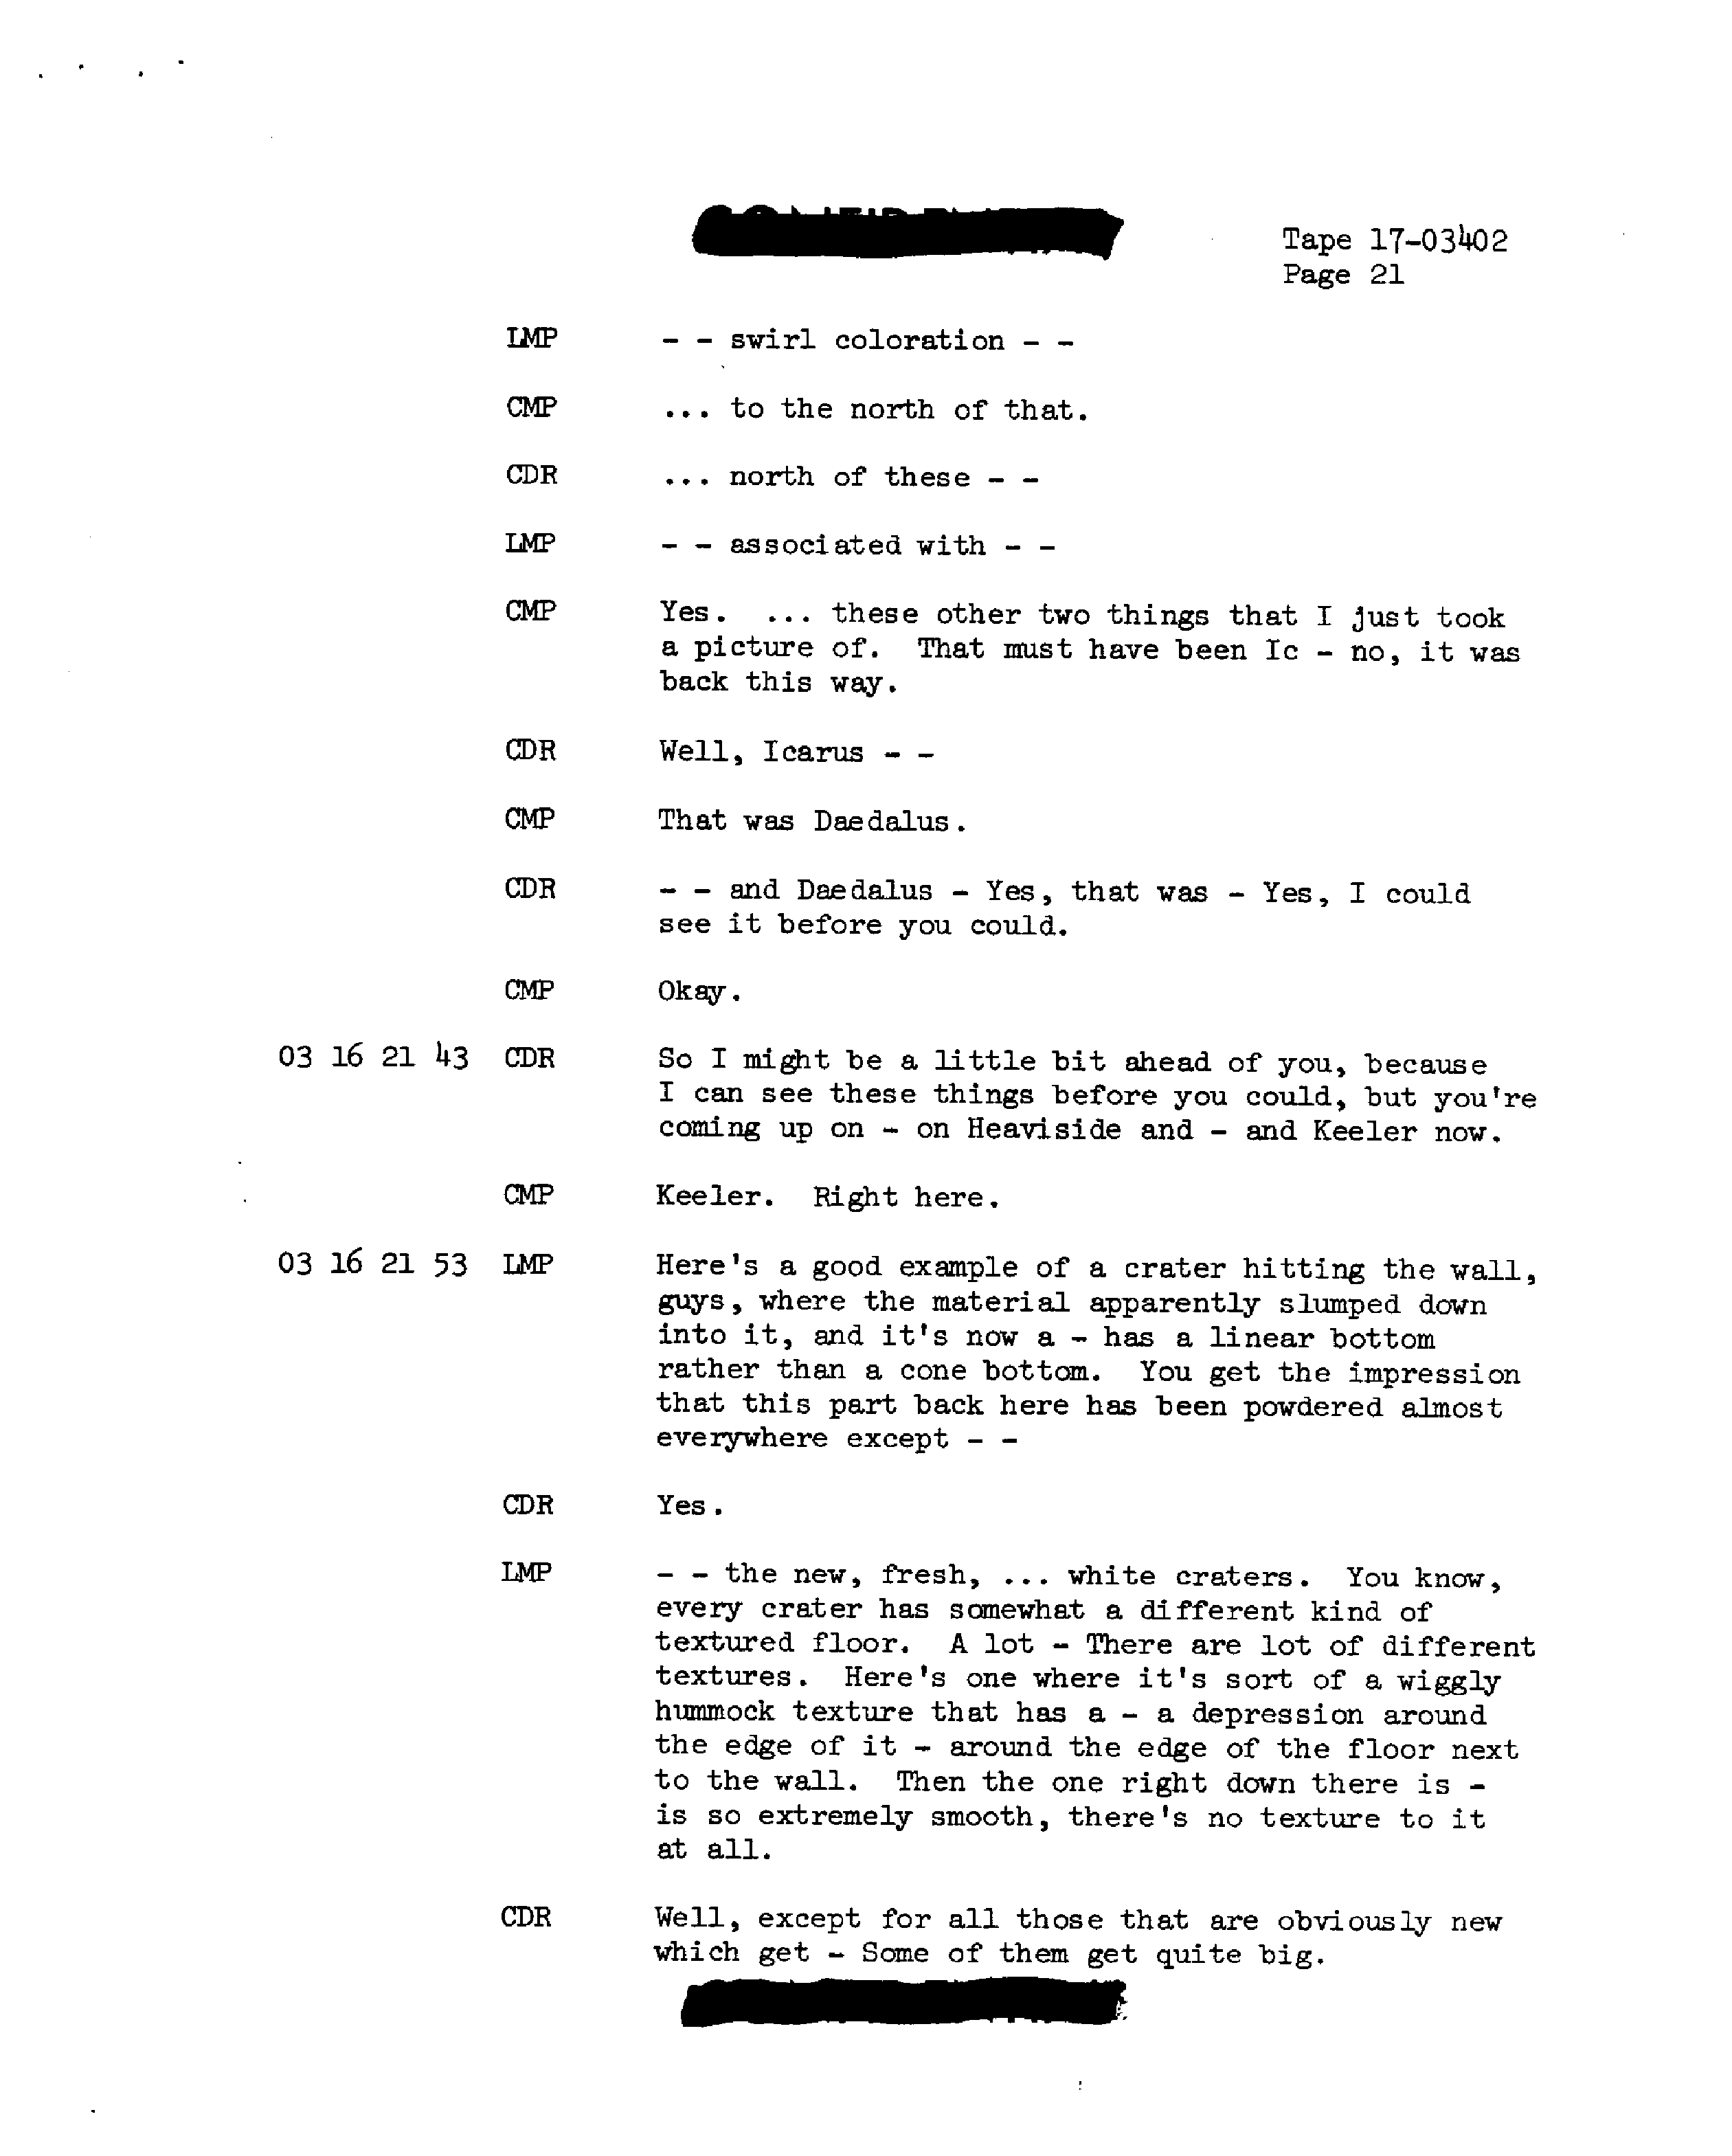 Tape 17-03402
Page 21
LMP - - swirl coloration - -
CMP ... to the north of that.
CDR ... north of these - -
LMP - - associated with - -
CMP Yes. ... these other two things that I just took
a picture of. That must have been Ic - no, it was
back this way.
CDR Well, Icarus - -
CMP That was Daedalus.
CDR - - and Daedalus - Yes, that was - Yes, I could
see it before you could.
CMP Okay.
03 16 21 43 CDR So I might be a little bit ahead of you, because
I can see these things before you could, but you're
coming up on - on Heaviside and - and Keeler now.
CMP Keeler. Right here.
03 16 21 53 LMP Here's a good example of a crater hitting the wall,
guys, where the material apparently slumped down
into it, and it's now a - has a linear bottom
rather than a cone bottom. You get the impression
that this part back here has been powdered almost
everywhere except - -
CDR Yes.
LMP - - the new, fresh, ... white craters. You know,
every crater has somewhat a different kind of
textured floor. A lot - There are lot of different
textures. Here's one where it's sort of a wiggly
hummock texture that has a - a depression around
the edge of it - around the edge of the floor next
to the wall. Then the one right down there is -
is so extremely smooth, there's no texture to it
at all.
CDR Well, except for all those that are obviously new
which get - Some of them get quite big.